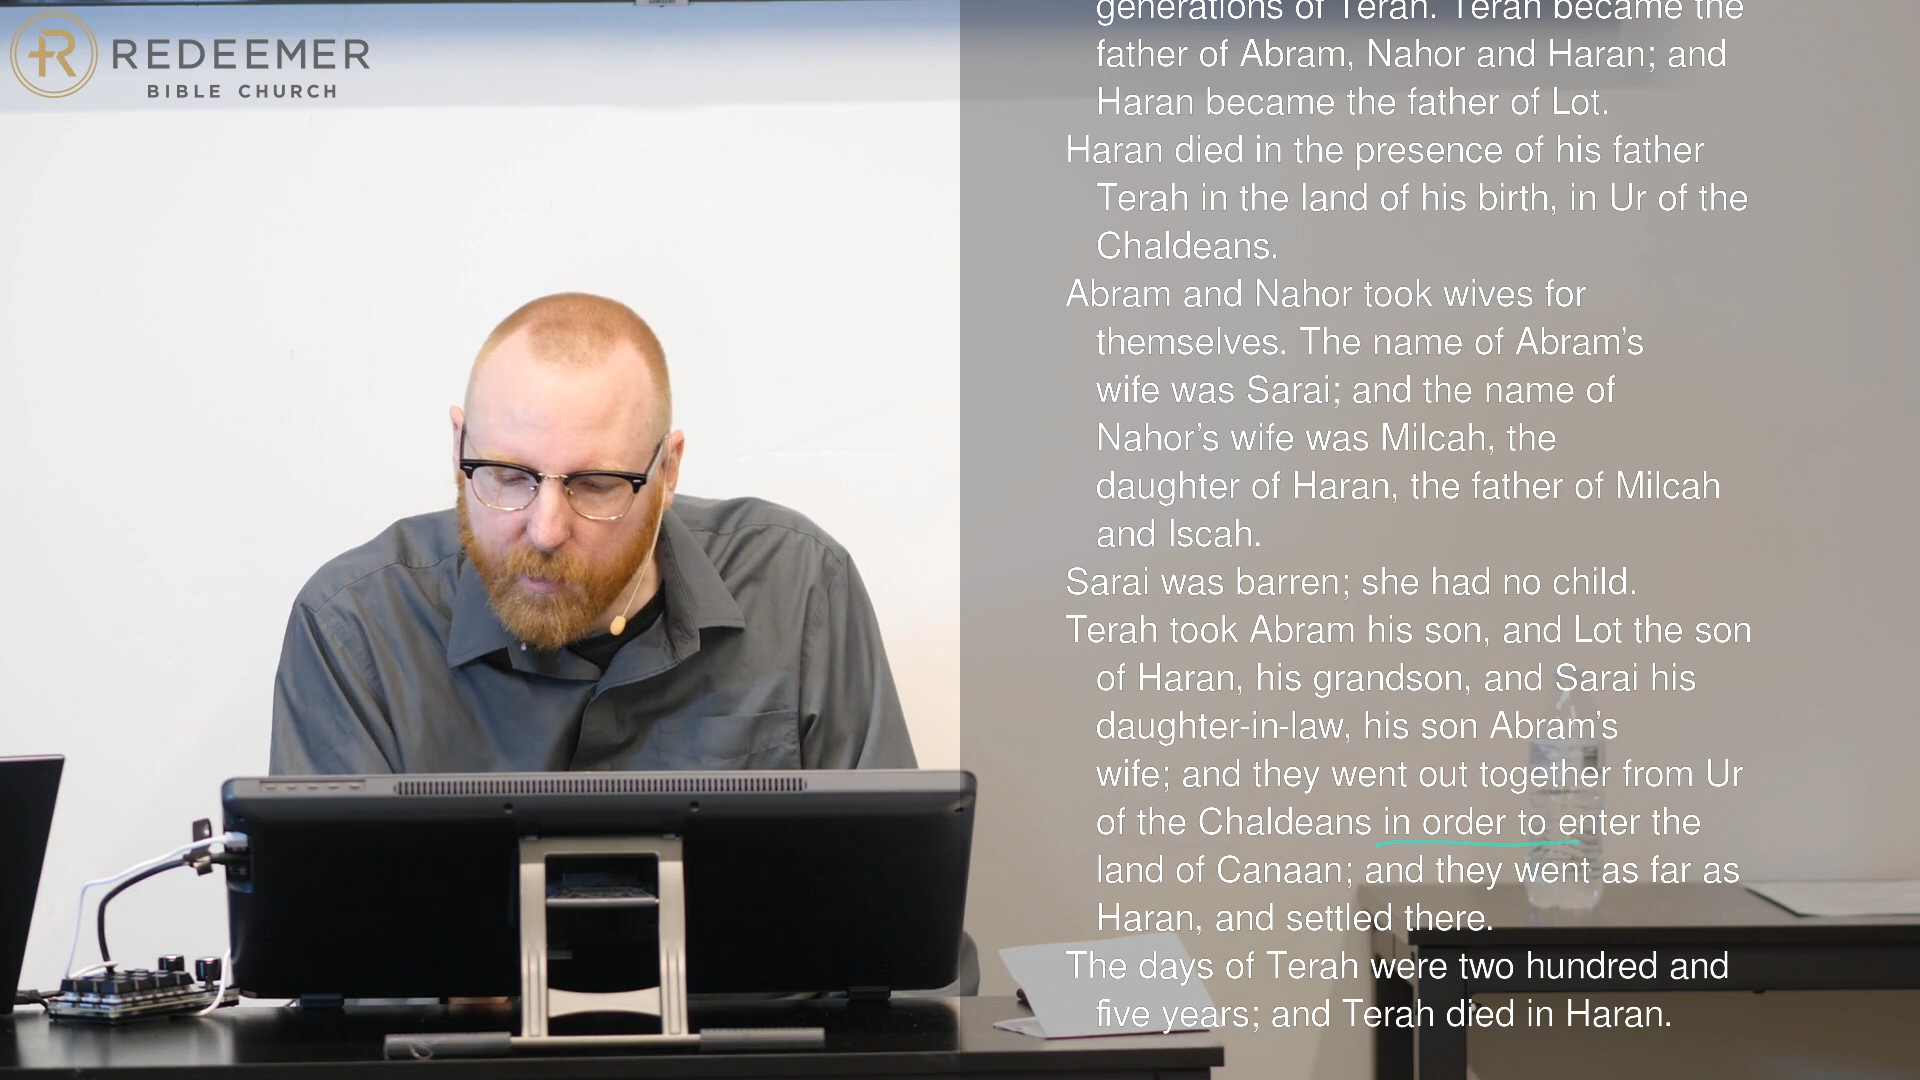 REDEEMER
BIBLE CHURCH
generations of Terah. Terah became the
father of Abram, Nahor and Haran; and
Haran became the father of Lot.
Haran died in the presence of his father
Terah in the land of his birth, in Ur of the
Chaldeans.
Abram and Nahor took wives for
themselves. The name of Abram’s
wife was Sarai; and the name of
Nahor’s wife was Milcah, the
daughter of Haran, the father of Milcah
and Iscah.
Sarai was barren; she had no child.
Terah took Abram his son, and Lot the son
of Haran, his grandson, and Sarai his
daughter-in-law, his son Abram’s
wife; and they went out together from Ur
of the Chaldeans in order to enter the
land of Canaan; and they went as far as
Haran, and settled there.
The days of Terah were two hundred and
five years; and Terah died in Haran.